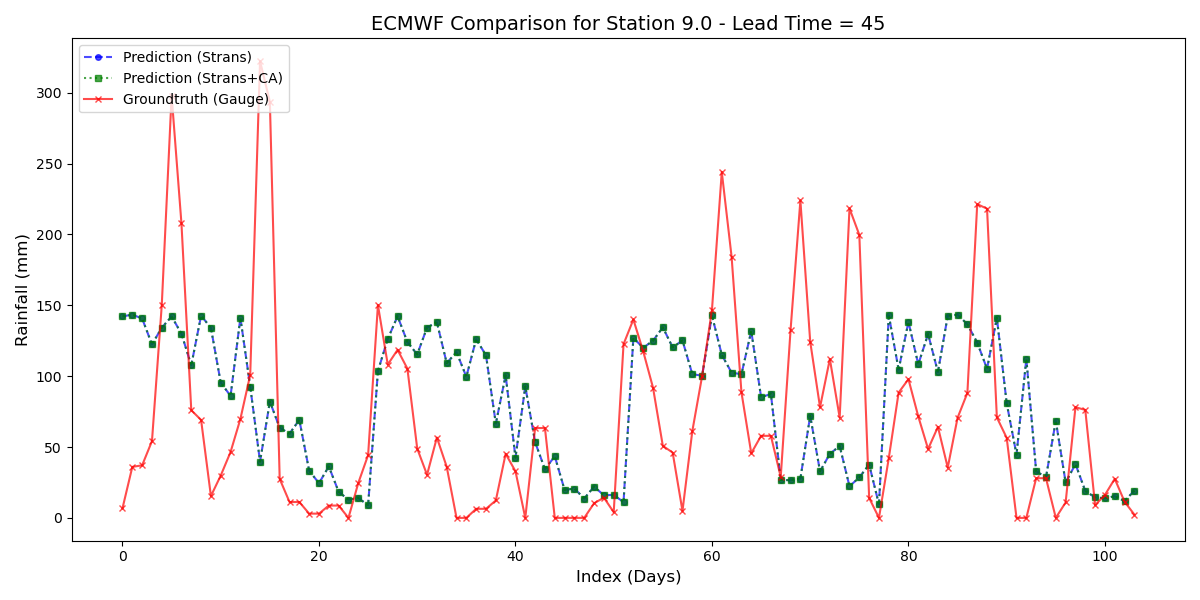 ECMWF Comparison for Station 9.0 - Lead Time = 45
Prediction (Strans)
Prediction (Strans+CA)
Groundtruth (Gauge)
Rainfall (mm)
300
250
200
150
100
50
0
0 20 40 60 80 100
Index (Days)